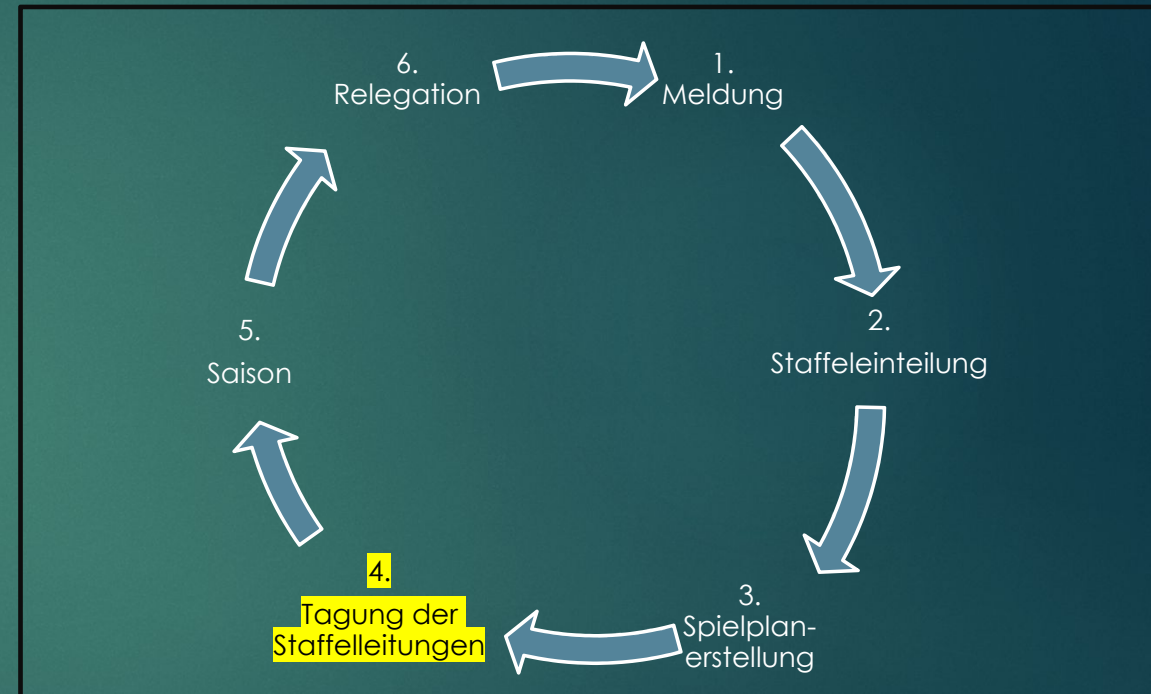 1.
Meldung
2.
Staffeleinteilung
3.
Spielplan-
erstellung
4.
Tagung der
Staffelleitungen
5.
Saison
6.
Relegation